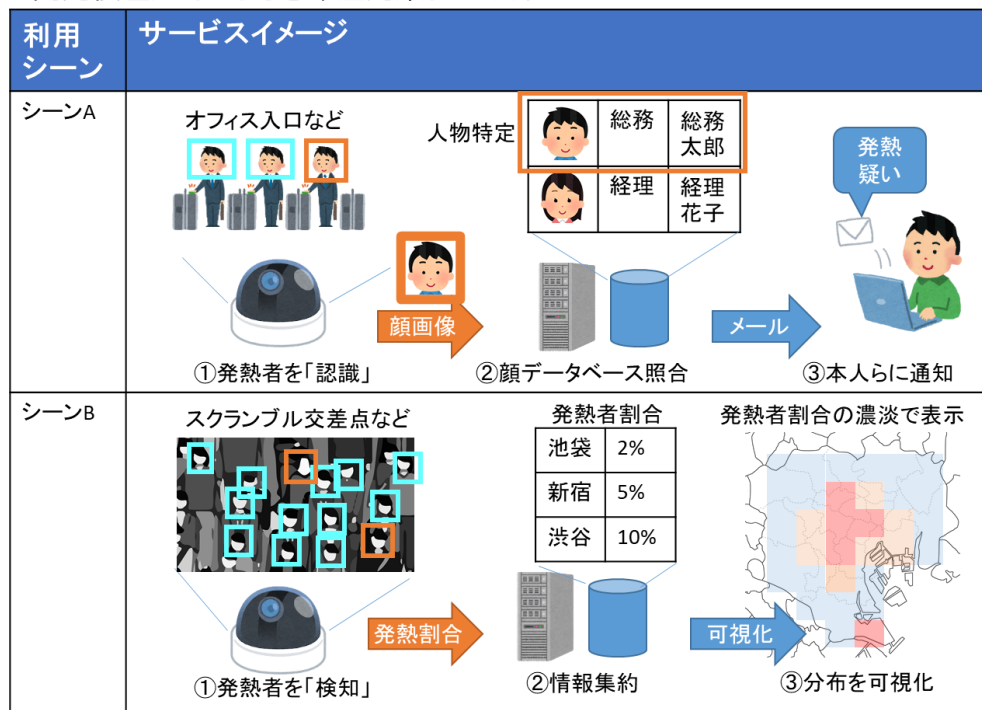 利用
シーン
サービスイメージ
シーンA
オフィス入口など
人物特定
総務
総務
太郎
経理
経理
花子
発熱
疑い
顔画像
メール
①発熱者を「認識」
②顔データベース照合
③本人らに通知
シーンB
スクランブル交差点など
発熱者割合
池袋
2%
新宿
5%
渋谷
10%
発熱者割合の濃淡で表示
発熱割合
可視化
①発熱者を「検知」
②情報集約
③分布を可視化